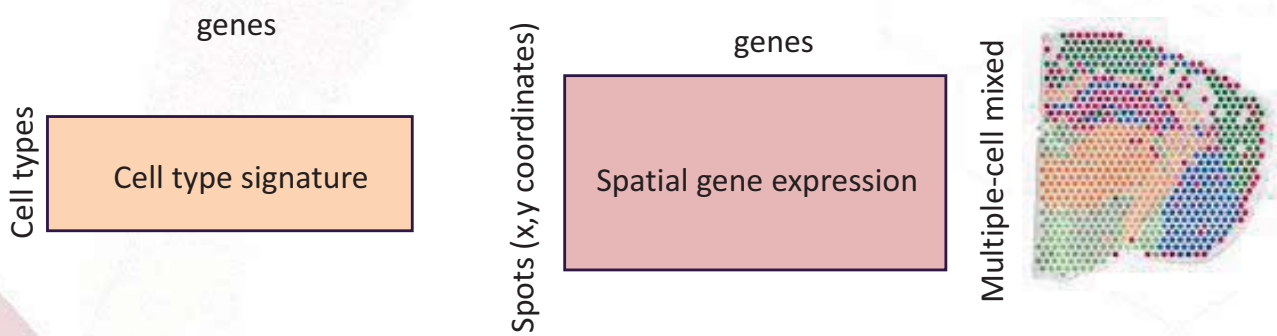 genes
Cell types
Cell type signature
genes
Spots (x,y coordinates)
Spatial gene expression
Multiple-cell mixed